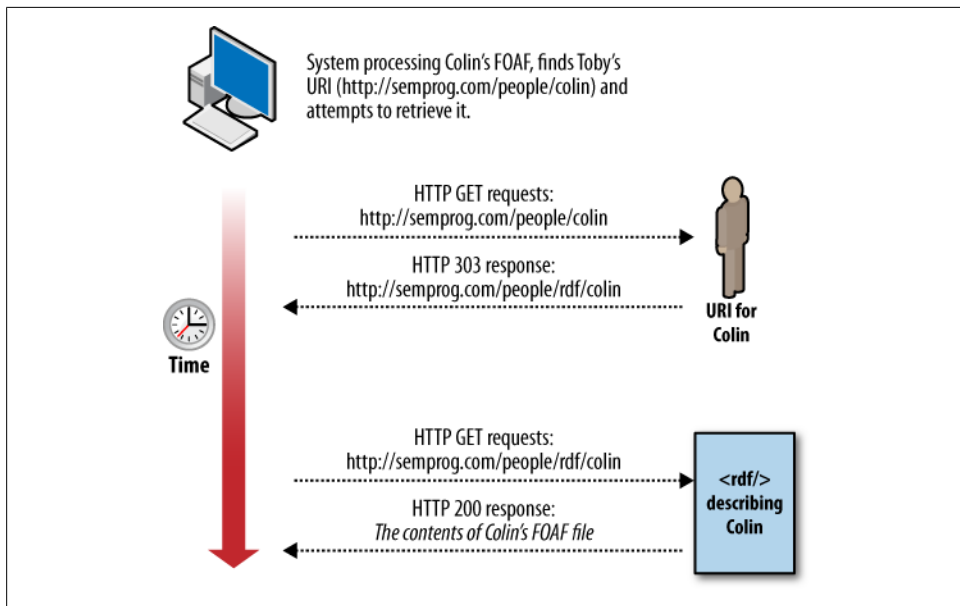 System processing Colin's FOAF, finds Toby's
URI (http://semprog.com/people/colin) and
attempts to retrieve it.
HTTP GET requests:
http://semprog.com/people/colin
HTTP 303 response:
http://semprog.com/people/rdf/colin
URI for
Colin
Time
HTTP GET requests:
http://semprog.com/people/rdf/colin
HTTP 200 response:
The contents of Colin's FOAF file
<rdf/>
describing
Colin